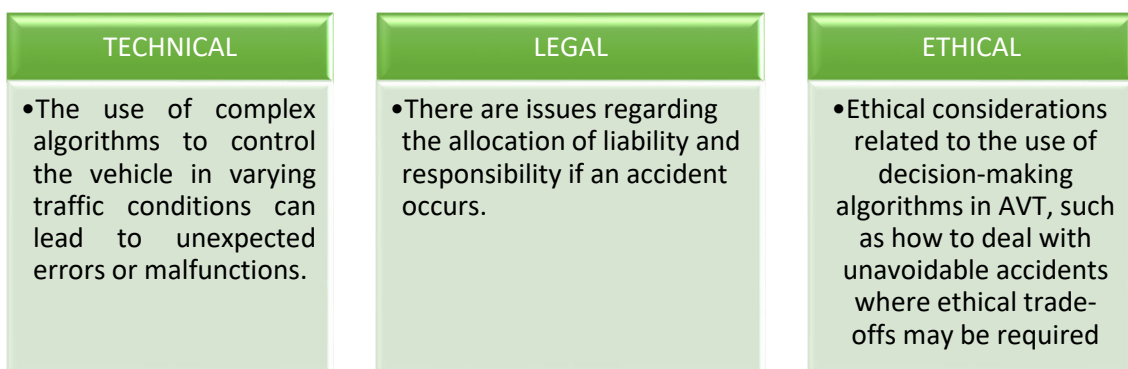 TECHNICAL
•The use of complex
algorithms to control
the vehicle in varying
traffic conditions can
lead to unexpected
errors or malfunctions.
LEGAL
•There are issues regarding
the allocation of liability and
responsibility if an accident
occurs.
ETHICAL
•Ethical considerations
related to the use of
decision-making
algorithms in AVT, such
as how to deal with
unavoidable accidents
where ethical trade-
offs may be required